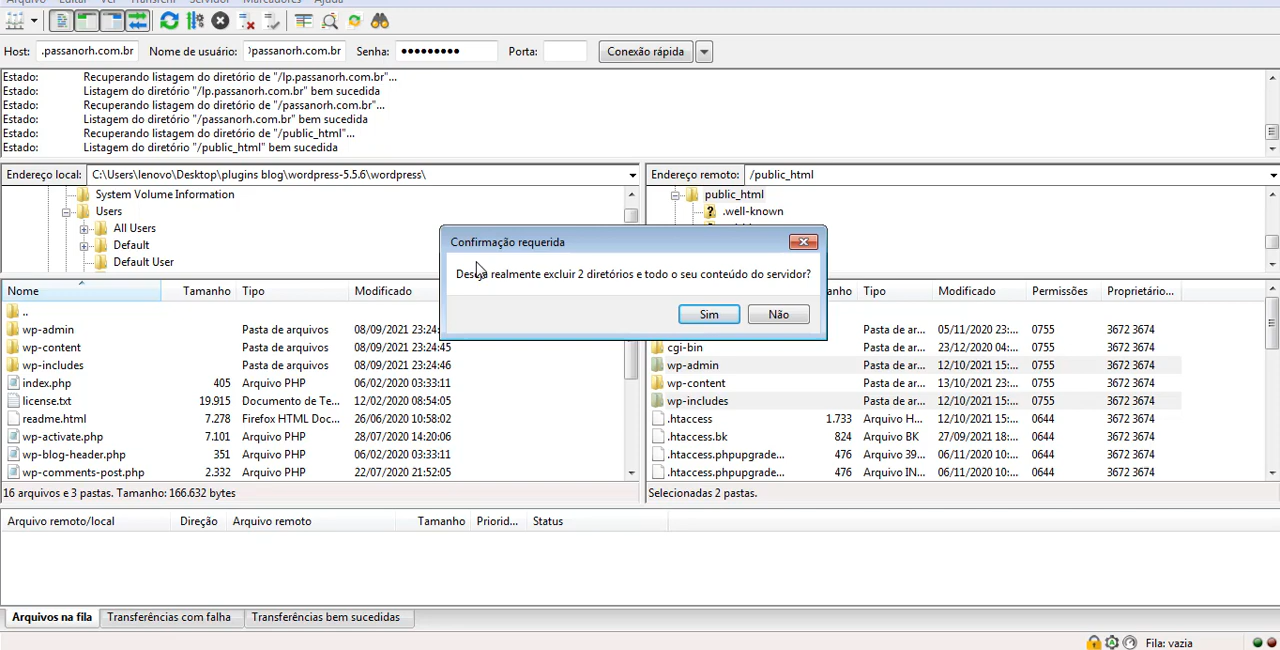 Arquivo Editar Ver Transferir Servidor Marcadores Ajuda
Host: .passanorh.com.br Nome de usuário: passanorh.com.br Senha: ●●●●●●●●● Porta: Conexão rápida
Estado: Recuperando listagem do diretório de "/lp.passanorh.com.br"...
Estado: Listagem do diretório "/lp.passanorh.com.br" bem sucedida
Estado: Recuperando listagem do diretório de "/passanorh.com.br"...
Estado: Listagem do diretório "/passanorh.com.br" bem sucedida
Estado: Recuperando listagem do diretório de "/public_html"...
Estado: Listagem do diretório "/public_html" bem sucedida
Endereço local: C:\Users\lenovo\Desktop\plugins blog\wordpress-5.5.6\wordpress\
System Volume Information
Users
All Users
Default
Default User
Endereço remoto: /public_html
public_html
.well-known
Confirmação requerida
Deseja realmente excluir 2 diretórios e todo o seu conteúdo do servidor?
Sim Não
Nome Tamanho Tipo Modificado
..
wp-admin Pasta de arquivos 08/09/2021 23:24:
wp-content Pasta de arquivos 08/09/2021 23:24:45
wp-includes Pasta de arquivos 08/09/2021 23:24:46
index.php 405 Arquivo PHP 06/02/2020 03:33:11
license.txt 19.915 Documento de Te... 12/02/2020 08:54:05
readme.html 7.278 Firefox HTML Doc... 26/06/2020 10:58:02
wp-activate.php 7.101 Arquivo PHP 28/07/2020 14:20:06
wp-blog-header.php 351 Arquivo PHP 06/02/2020 03:33:11
wp-comments-post.php 2.332 Arquivo PHP 22/07/2020 21:52:05
16 arquivos e 3 pastas. Tamanho: 166.632 bytes
anho Tipo Modificado Permissões Proprietário...
Pasta de ar... 05/11/2020 23:... 0755 3672 3674
cgi-bin Pasta de ar... 23/12/2020 04:... 0755 3672 3674
wp-admin Pasta de ar... 12/10/2021 15:... 0755 3672 3674
wp-content Pasta de ar... 13/10/2021 23:... 0755 3672 3674
wp-includes Pasta de ar... 12/10/2021 15:... 0755 3672 3674
.htaccess 1.733 Arquivo H... 12/10/2021 15:... 0644 3672 3674
.htaccess.bk 824 Arquivo BK 27/09/2021 18:... 0644 3672 3674
.htaccess.phpupgrade... 476 Arquivo 39... 06/11/2020 10:... 0644 3672 3674
.htaccess.phpupgrade... 476 Arquivo IN... 06/11/2020 10:... 0644 3672 3674
Selecionadas 2 pastas.
Arquivo remoto/local Direção Arquivo remoto Tamanho Priorid... Status
Arquivos na fila Transferências com falha Transferências bem sucedidas
Fila: vazia